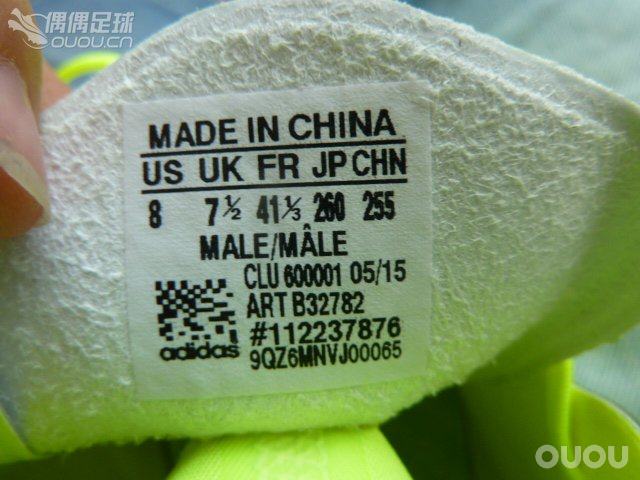 偶偶足球
OUOU.CN
MADE IN CHINA
US UK FR JP CHN
8 7½ 41⅓ 260 255
MALE/MÂLE
CLU 600001 05/15
ART B32782
#112237876
adidas 9QZ6MNVJ00065
OUOU